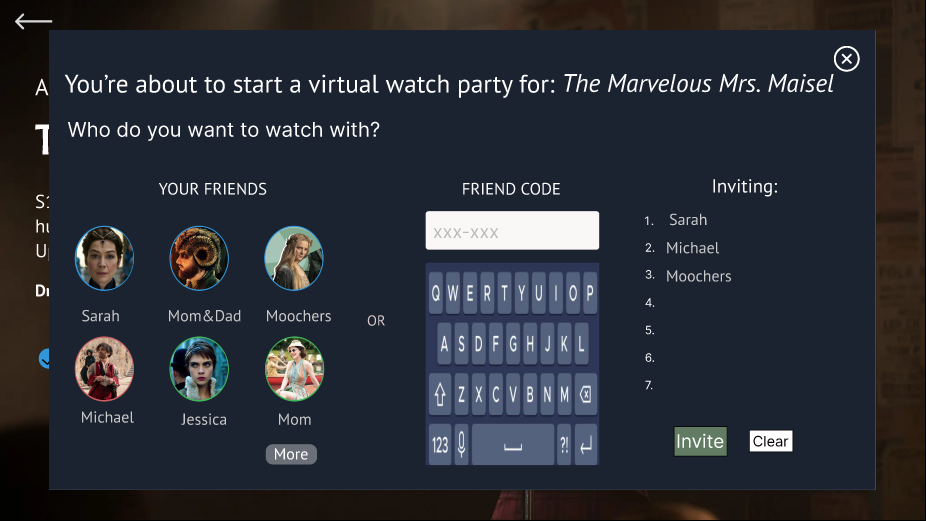 You're about to start a virtual watch party for: The Marvelous Mrs. Maisel
Who do you want to watch with?
YOUR FRIENDS
Sarah
Mom&Dad
Moochers
Michael
Jessica
Mom
More
OR
FRIEND CODE
xxx-xxx
Q W E R T Y U I O P
A S D F G H J K L
Z X C V B N M
123 ?!
Inviting:
1. Sarah
2. Michael
3. Moochers
4.
5.
6.
7.
Invite
Clear